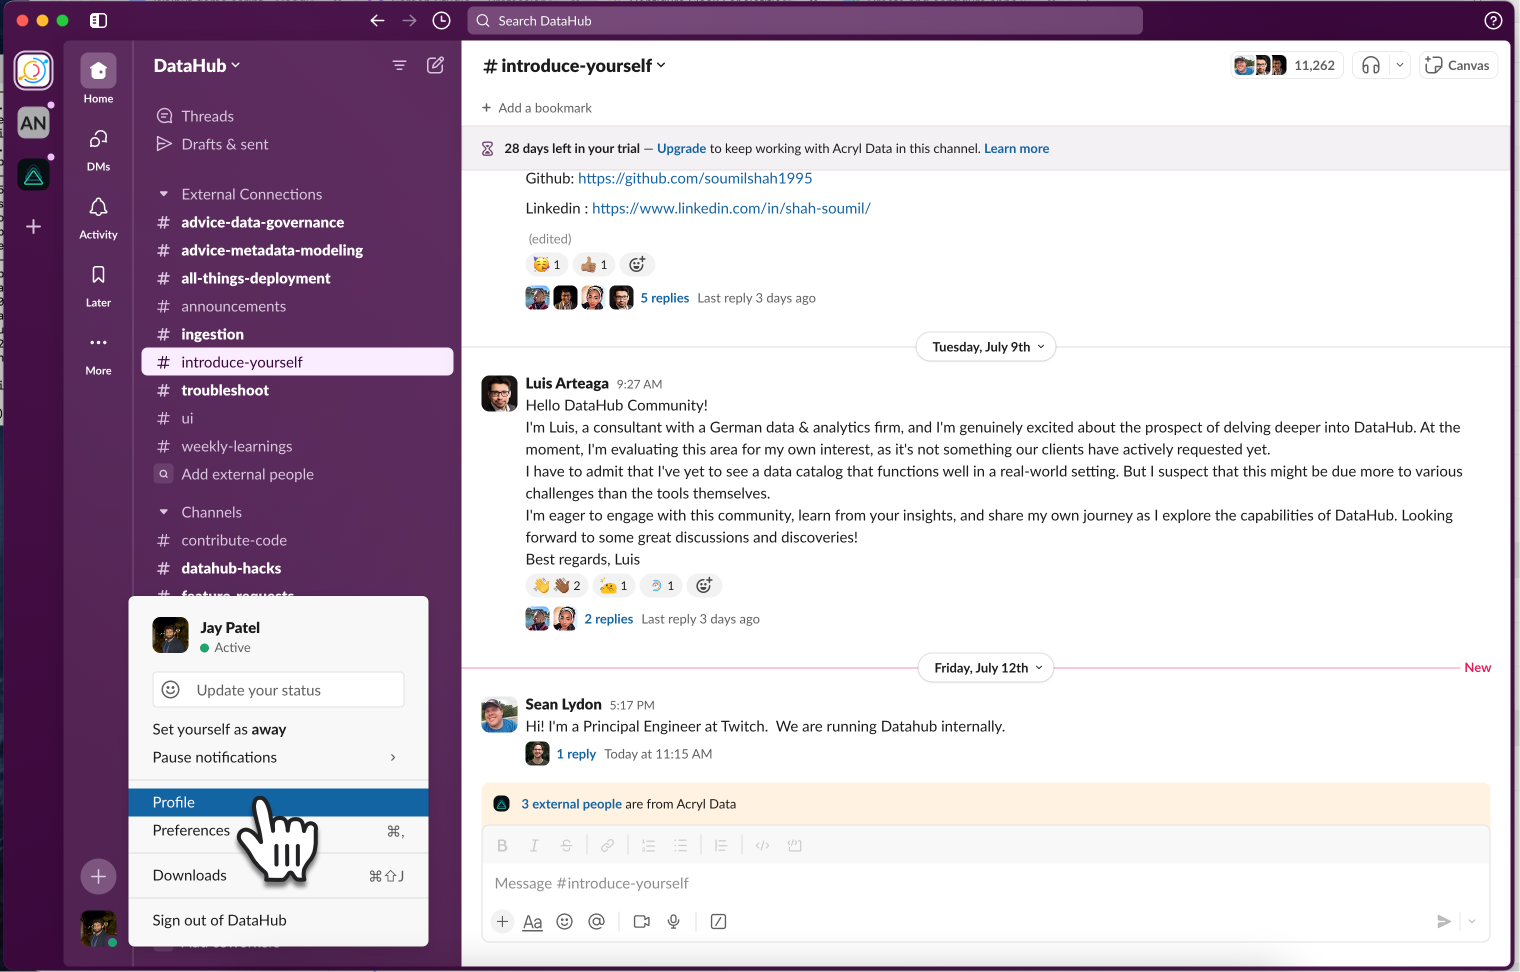 Search DataHub
AN
Home
DMs
Activity
Later
More
DataHub
Threads
Drafts & sent
External Connections
# advice-data-governance
# advice-metadata-modeling
# all-things-deployment
# announcements
# ingestion
# introduce-yourself
# troubleshoot
# ui
# weekly-learnings
Add external people
Channels
# contribute-code
# datahub-hacks
# feature-requests
Jay Patel
Active
Update your status
Set yourself as away
Pause notifications
Profile
Preferences ⌘,
Downloads ⌘⇧J
Sign out of DataHub
# introduce-yourself
11,262
Canvas
+ Add a bookmark
28 days left in your trial — Upgrade to keep working with Acryl Data in this channel. Learn more
Github: https://github.com/soumilshah1995
Linkedin : https://www.linkedin.com/in/shah-soumil/
(edited)
1 1
5 replies Last reply 3 days ago
Tuesday, July 9th
Luis Arteaga 9:27 AM
Hello DataHub Community!
I'm Luis, a consultant with a German data & analytics firm, and I'm genuinely excited about the prospect of delving deeper into DataHub. At the
moment, I'm evaluating this area for my own interest, as it's not something our clients have actively requested yet.
I have to admit that I've yet to see a data catalog that functions well in a real-world setting. But I suspect that this might be due more to various
challenges than the tools themselves.
I'm eager to engage with this community, learn from your insights, and share my own journey as I explore the capabilities of DataHub. Looking
forward to some great discussions and discoveries!
Best regards, Luis
2 1 1
2 replies Last reply 3 days ago
Friday, July 12th
New
Sean Lydon 5:17 PM
Hi! I'm a Principal Engineer at Twitch. We are running Datahub internally.
1 reply Today at 11:15 AM
3 external people are from Acryl Data
B I S
Message #introduce-yourself
+ Aa @